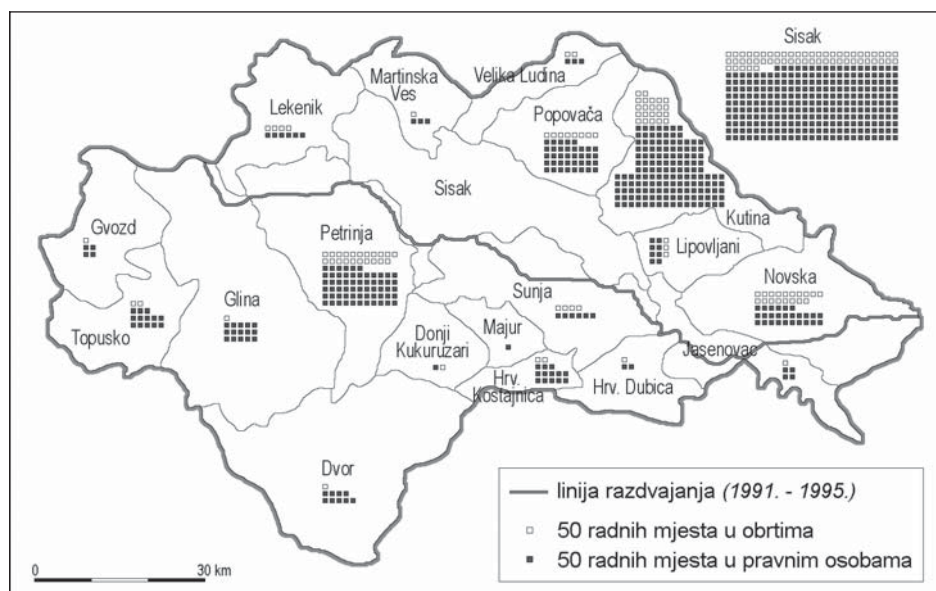 Sisak
Velika Ludina
Martinska
Ves
Lekenik
Popovača
Sisak
Kutina
Gvozd
Petrinja
Lipovljani
Novska
Glina
Sunja
Topusko
Donji
Kukuruzari
Majur
Jasenovac
Hrv.
Kostajnica
Hrv. Dubica
Dvor
linija razdvajanja (1991. - 1995.)
50 radnih mjesta u obrtima
50 radnih mjesta u pravnim osobama
0 30 km